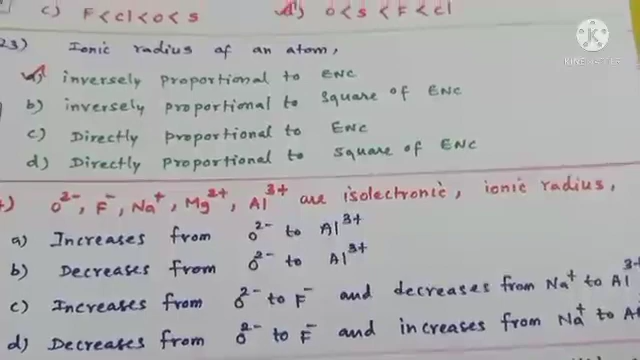 c) F < cl < o < s d) o < s < F < cl
23) Ionic radius of an atom,
a) inversely proportional to ENC
b) inversely proportional to square of ENC
c) Directly proportional to ENC
d) Directly proportional to square of ENC
O²⁻, F⁻, Na⁺, Mg²⁺, Al³⁺ are isolectronic, ionic radius,
a) Increases from O²⁻ to Al³⁺
b) Decreases from O²⁻ to Al³⁺
c) Increases from O²⁻ to F⁻ and decreases from Na⁺ to Al³⁺
d) Decreases from O²⁻ to F⁻ and increases from Na⁺ to
KINEMASTER